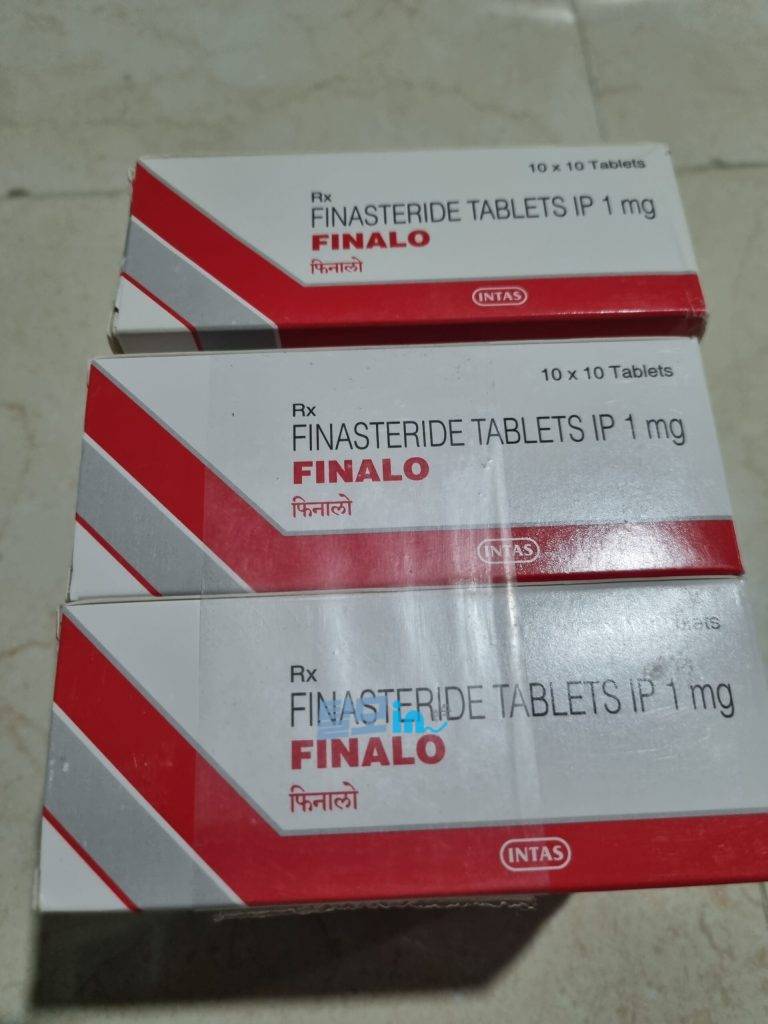 10 x 10 Tablets
Rx
FINASTERIDE TABLETS IP 1 mg
FINALO
फिनालो
INTAS
10 x 10 Tablets
Rx
FINASTERIDE TABLETS IP 1 mg
FINALO
फिनालो
INTAS
Rx
FINASTERIDE TABLETS IP 1 mg
FINALO
फिनालो
INTAS